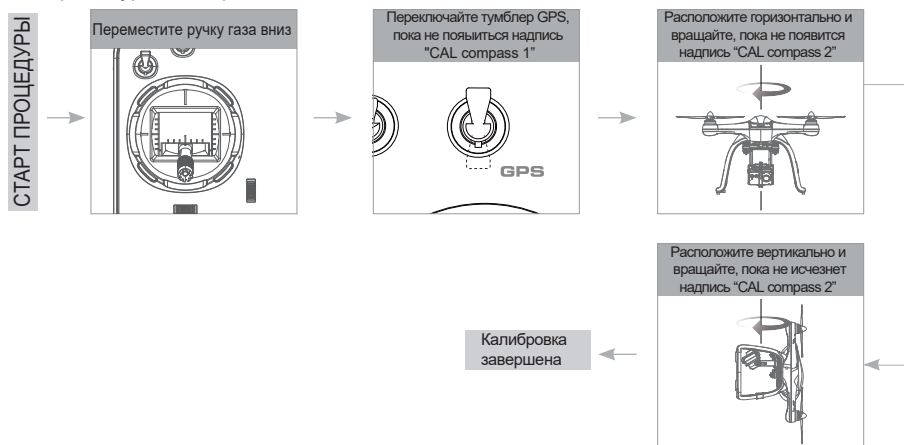 СТАРТ ПРОЦЕДУРЫ
Переместите ручку газа вниз
Переключайте тумблер GPS,
пока не пояыиться надпись
"CAL compass 1”
GPS
Расположите горизонтально и
вращайте, пока не появится
надпись “CAL compass 2”
Расположите вертикально и
вращайте, пока не исчезнет
надпись “CAL compass 2”
Калибровка
завершена